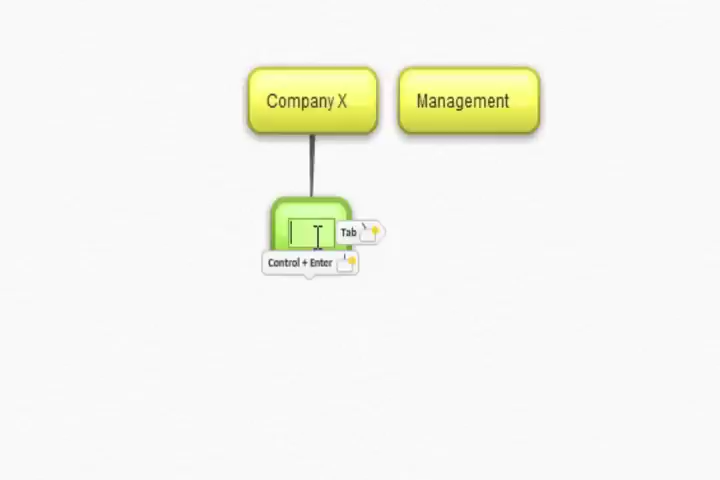 Company X
Management
Tab
Control + Enter